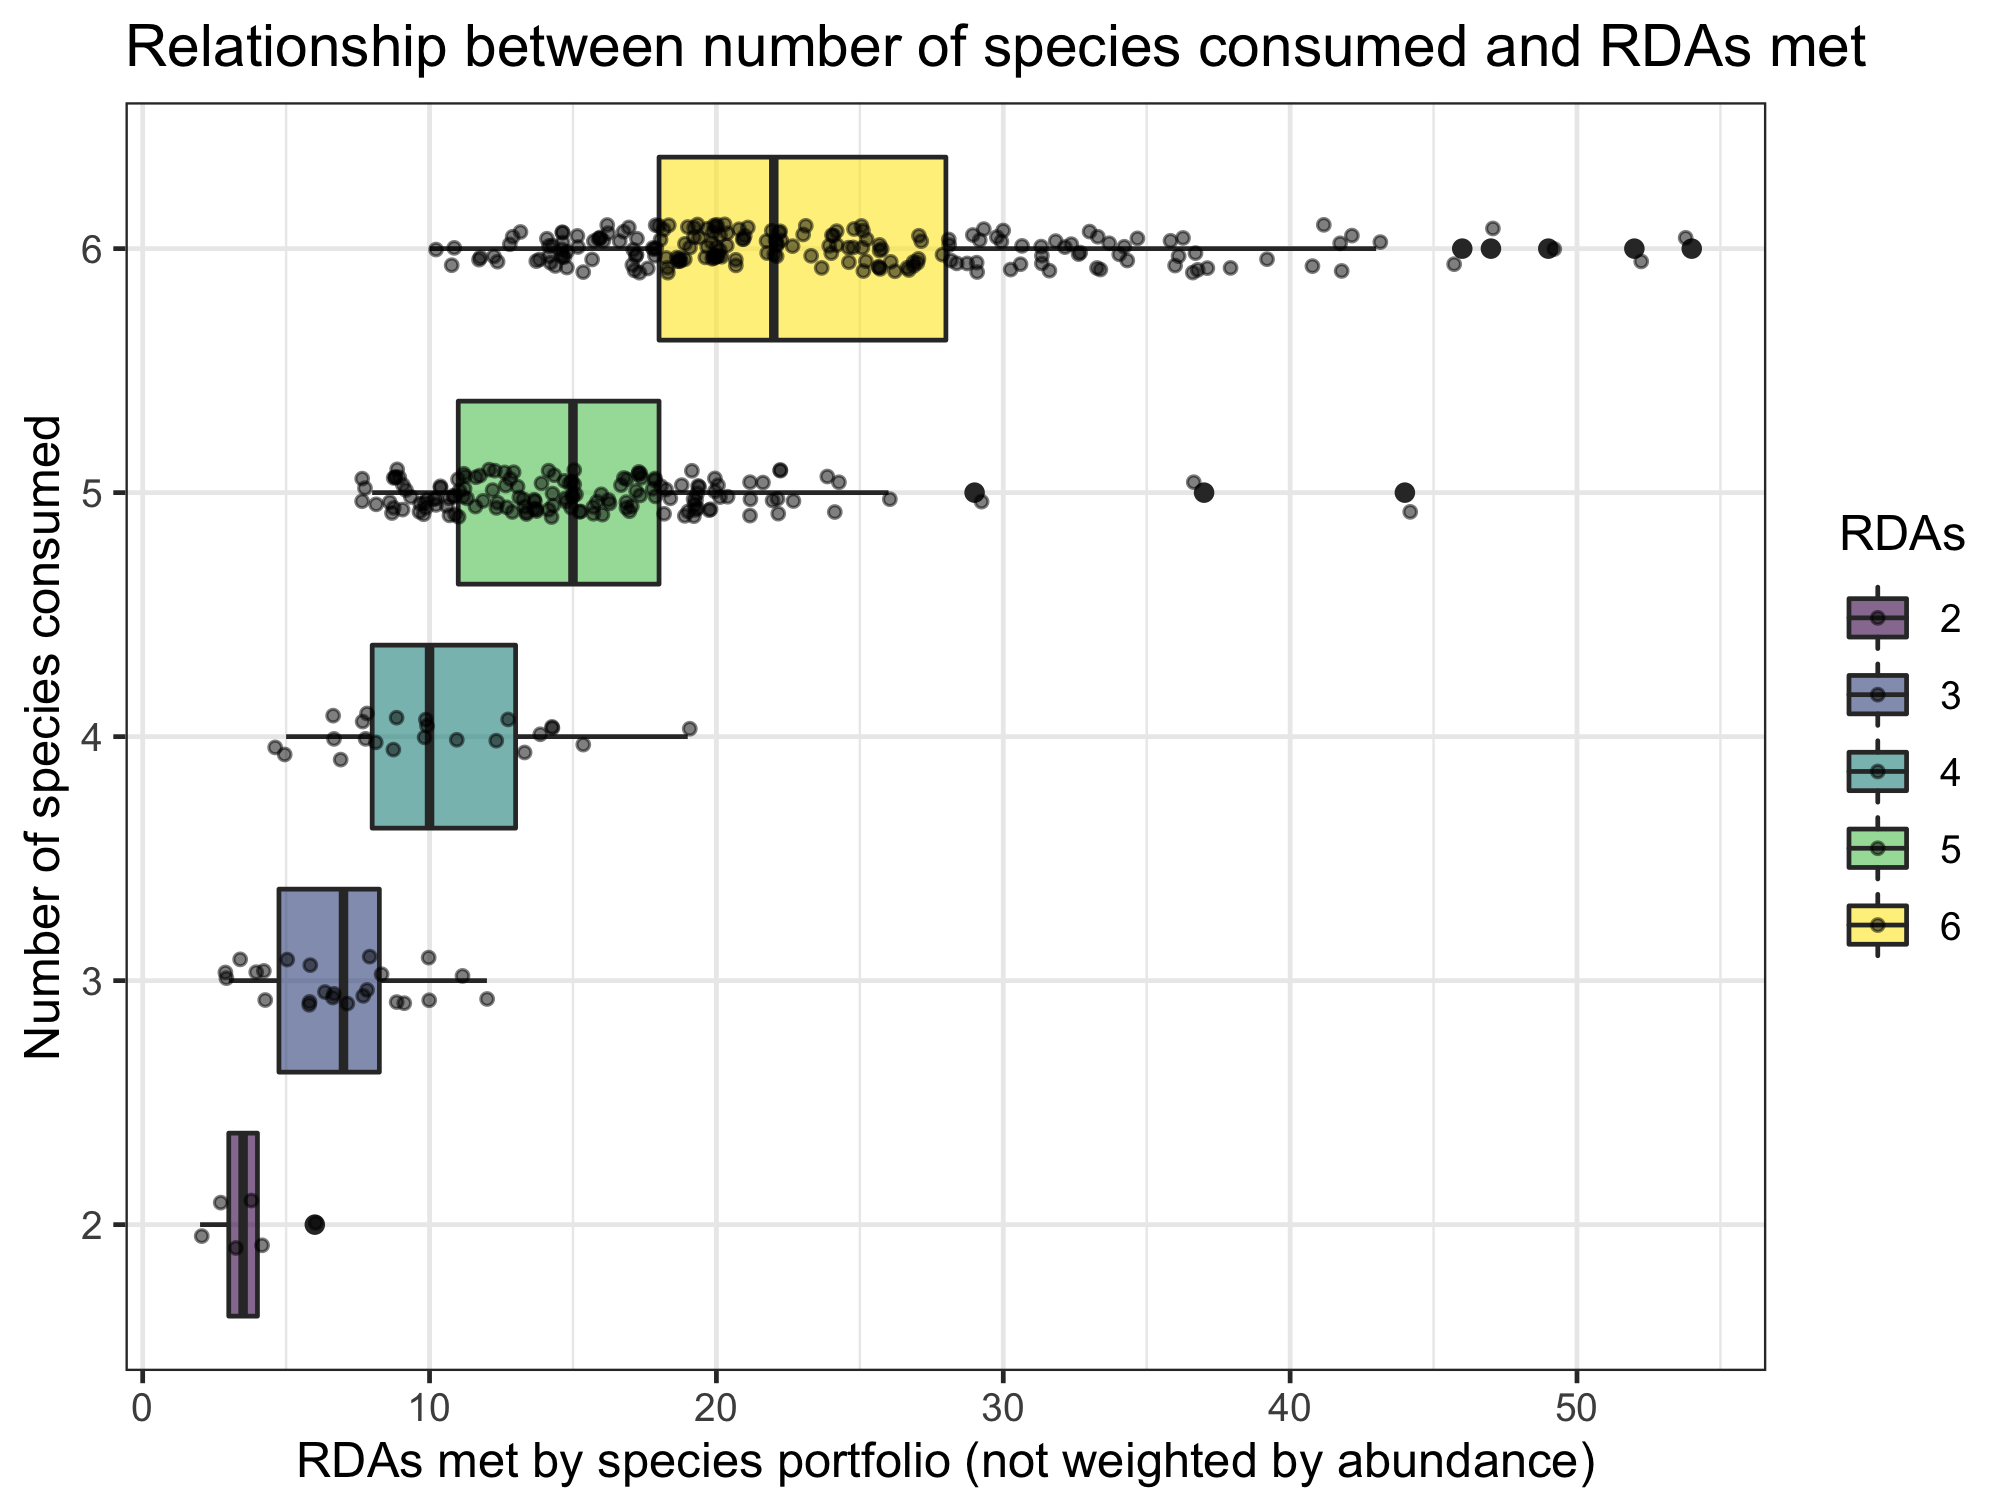 Relationship between number of species consumed and RDAs met
Number of species consumed
6
5
4
3
2
0 10 20 30 40 50
RDAs met by species portfolio (not weighted by abundance)
RDAs
2
3
4
5
6